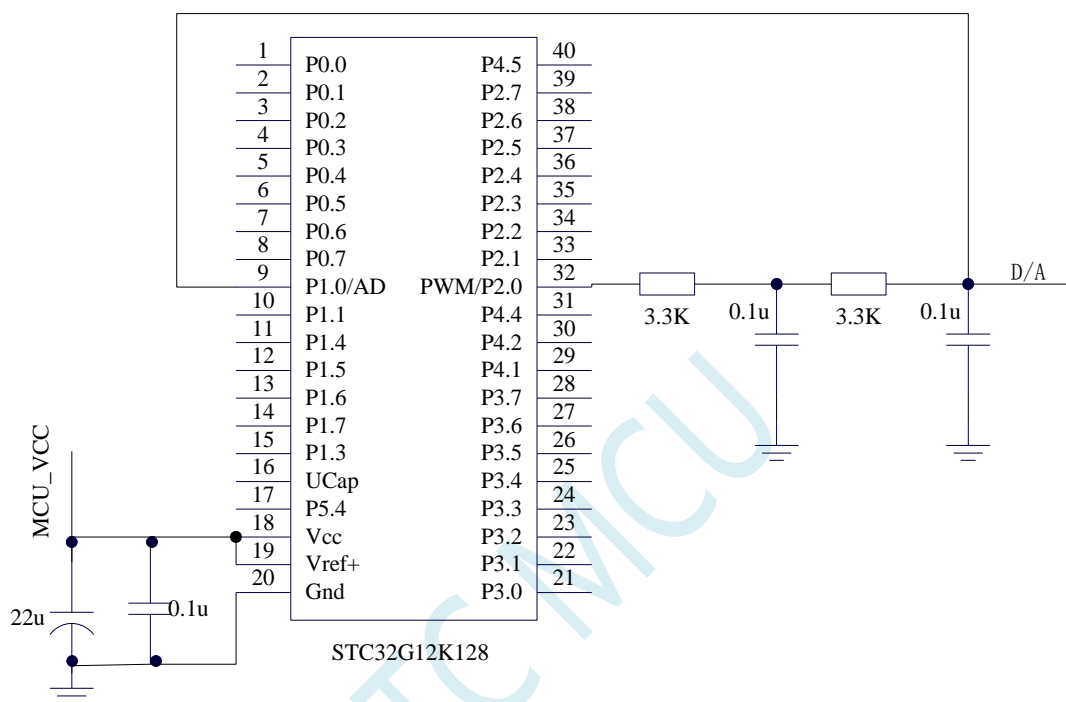 1 P0.0 P4.5 40
2 P0.1 P2.7 39
3 P0.2 P2.6 38
4 P0.3 P2.5 37
5 P0.4 P2.4 36
6 P0.5 P2.3 35
7 P0.6 P2.2 34
8 P0.7 P2.1 33
9 P1.0/AD PWM/P2.0 32
10 P1.1 P4.4 31
11 P1.4 P4.2 30
12 P1.5 P4.1 29
13 P1.6 P3.7 28
14 P1.7 P3.6 27
15 P1.3 P3.5 26
16 UCap P3.4 25
17 P5.4 P3.3 24
18 Vcc P3.2 23
19 Vref+ P3.1 22
20 Gnd P3.0 21
STC32G12K128
3.3K
0.1u
3.3K
0.1u
D/A
MCU_VCC
22u
0.1u
STC MCU